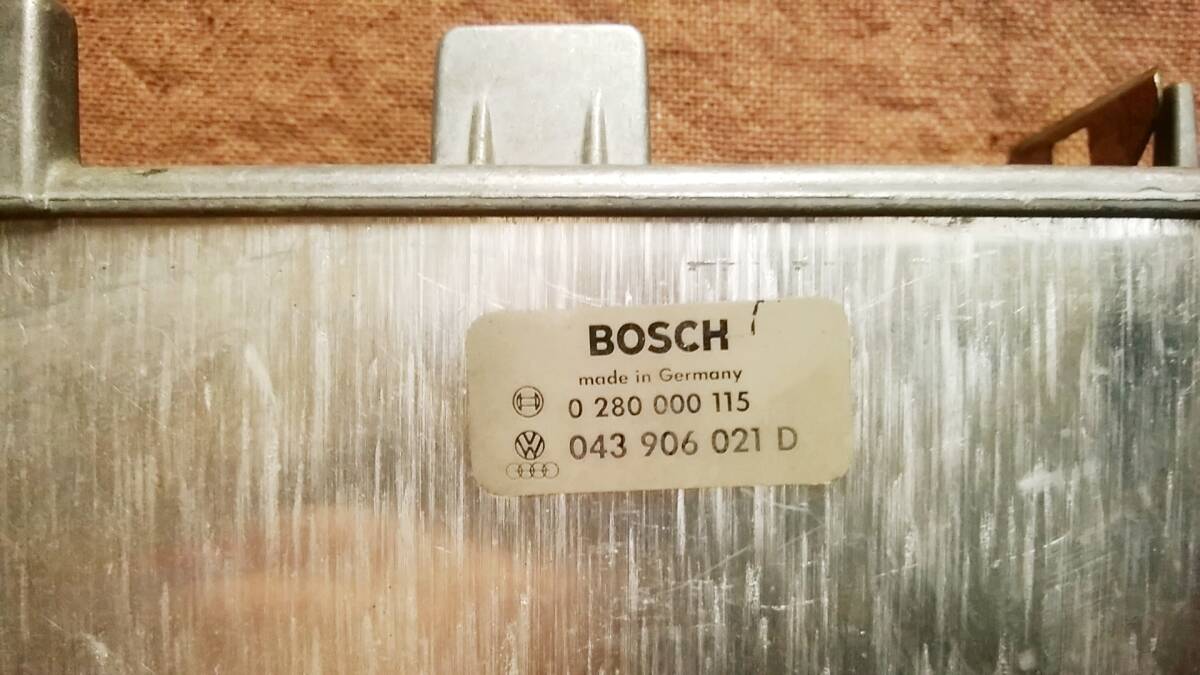 BOSCH
made in Germany
0 280 000 115
043 906 021 D